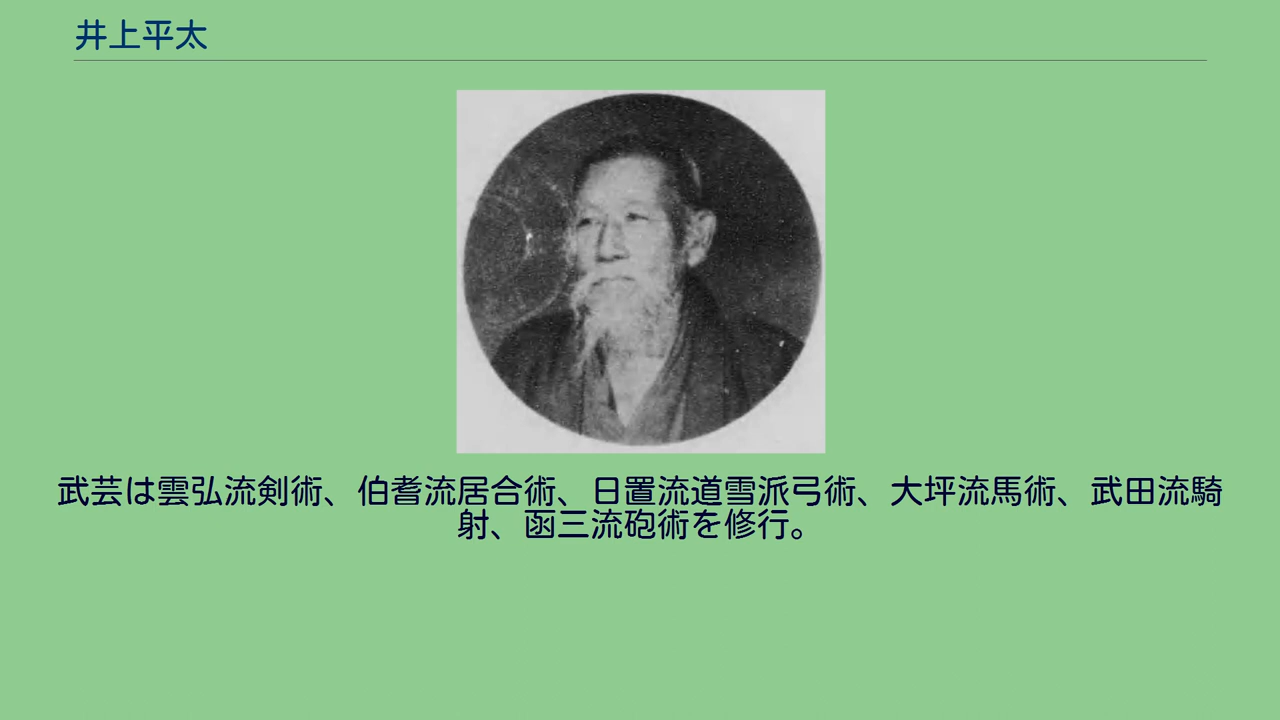 井上平太
武芸は雲弘流剣術、伯耆流居合術、日置流道雪派弓術、大坪流馬術、武田流騎
射、函三流砲術を修行。